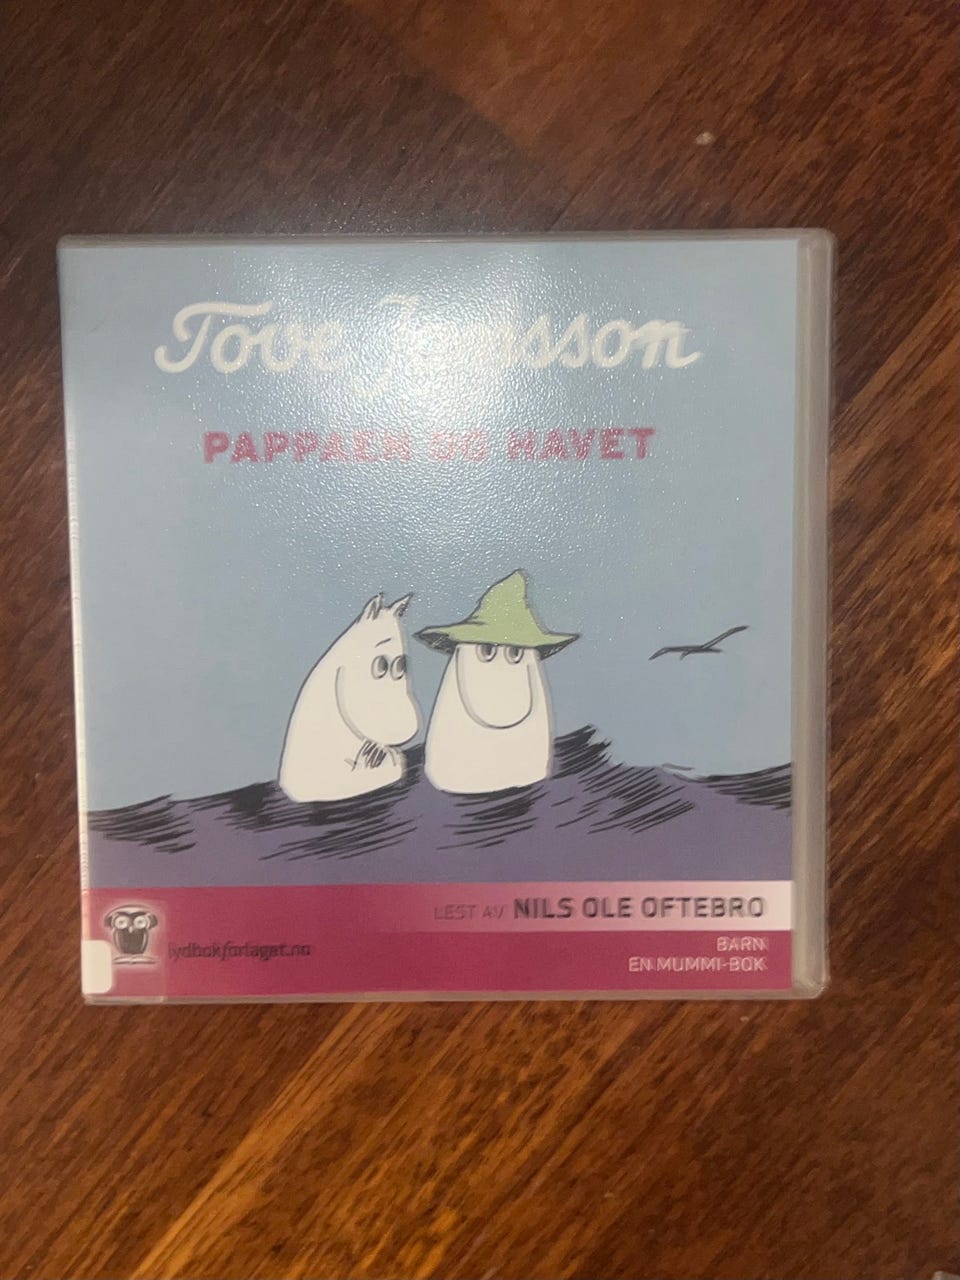 Tove Jansson
PAPPAEN OG HAVET
LEST AV NILS OLE OFTEBRO
lydbokforlaget.no
BARN
EN MUMMI-BOK